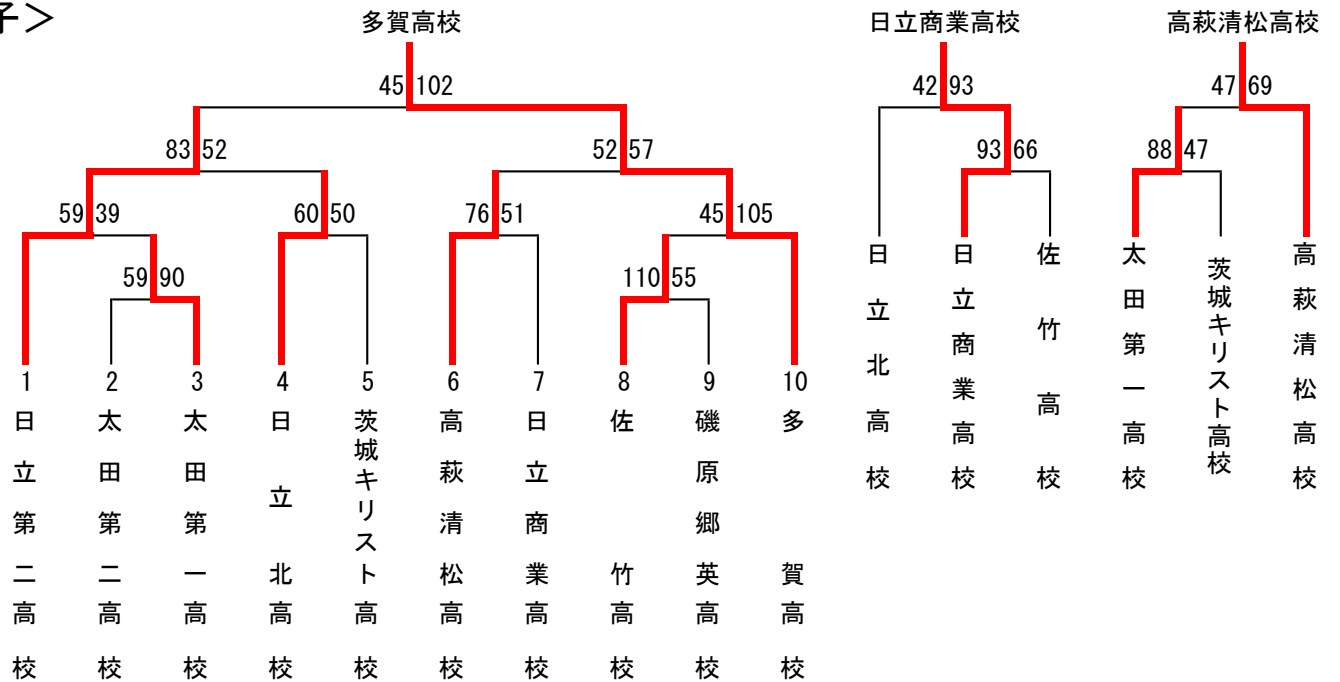 子＞
多賀高校
日立商業高校
高萩清松高校
45 102
42 93
47 69
83 52
52 57
93 66
88 47
59 39
60 50
76 51
45 105
59 90
110 55
日立北高校
日立商業高校
佐竹高校
太田第一高校
茨城キリスト高校
高萩清松高校
1 日立第二高校
2 太田第二高校
3 太田第一高校
4 日立北高校
5 茨城キリスト高校
6 高萩清松高校
7 日立商業高校
8 佐竹高校
9 磯原郷英高校
10 多賀高校